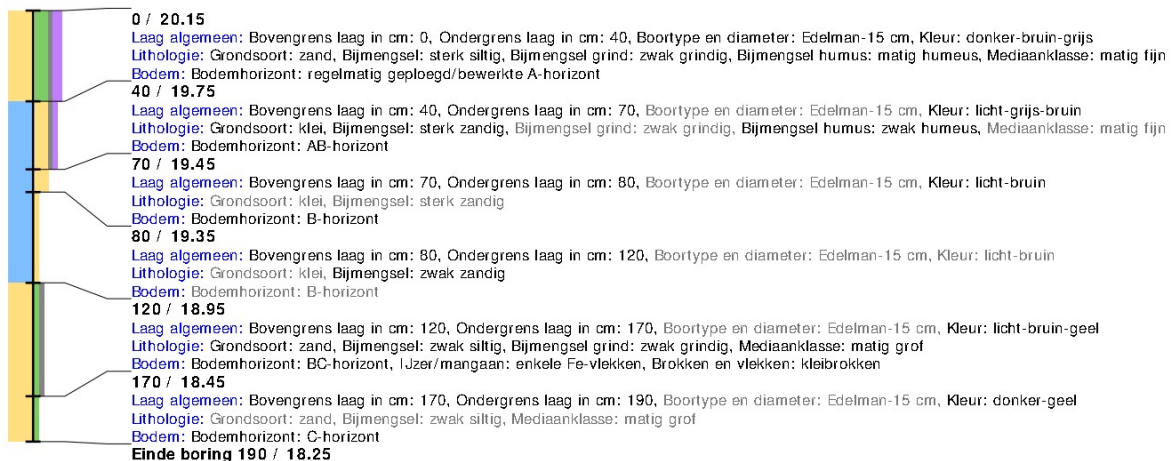 0 / 20.15
Laag algemeen: Bovengrens laag in cm: 0, Ondergrens laag in cm: 40, Boortype en diameter: Edelman-15 cm, Kleur: donker-bruin-grijs
Lithologie: Grondsoort: zand, Bijmengsel: sterk siltig, Bijmengsel grind: zwak grindig, Bijmengsel humus: matig humeus, Mediaanklasse: matig fijn
Bodem: Bodemhorizont: regelmatig geploegd/bewerkte A-horizont
40 / 19.75
Laag algemeen: Bovengrens laag in cm: 40, Ondergrens laag in cm: 70, Boortype en diameter: Edelman-15 cm, Kleur: licht-grijs-bruin
Lithologie: Grondsoort: klei, Bijmengsel: sterk zandig, Bijmengsel grind: zwak grindig, Bijmengsel humus: zwak humeus, Mediaanklasse: matig fijn
Bodem: Bodemhorizont: AB-horizont
70 / 19.45
Laag algemeen: Bovengrens laag in cm: 70, Ondergrens laag in cm: 80, Boortype en diameter: Edelman-15 cm, Kleur: licht-bruin
Lithologie: Grondsoort: klei, Bijmengsel: sterk zandig
Bodem: Bodemhorizont: B-horizont
80 / 19.35
Laag algemeen: Bovengrens laag in cm: 80, Ondergrens laag in cm: 120, Boortype en diameter: Edelman-15 cm, Kleur: licht-bruin
Lithologie: Grondsoort: klei, Bijmengsel: zwak zandig
Bodem: Bodemhorizont: B-horizont
120 / 18.95
Laag algemeen: Bovengrens laag in cm: 120, Ondergrens laag in cm: 170, Boortype en diameter: Edelman-15 cm, Kleur: licht-bruin-geel
Lithologie: Grondsoort: zand, Bijmengsel: zwak siltig, Bijmengsel grind: zwak grindig, Mediaanklasse: matig grof
Bodem: Bodemhorizont: BC-horizont, IJzer/mangaan: enkele Fe-vlekken, Brokken en vlekken: kleibrokken
170 / 18.45
Laag algemeen: Bovengrens laag in cm: 170, Ondergrens laag in cm: 190, Boortype en diameter: Edelman-15 cm, Kleur: donker-geel
Lithologie: Grondsoort: zand, Bijmengsel: zwak siltig, Mediaanklasse: matig grof
Bodem: Bodemhorizont: C-horizont
Einde boring 190 / 18.25